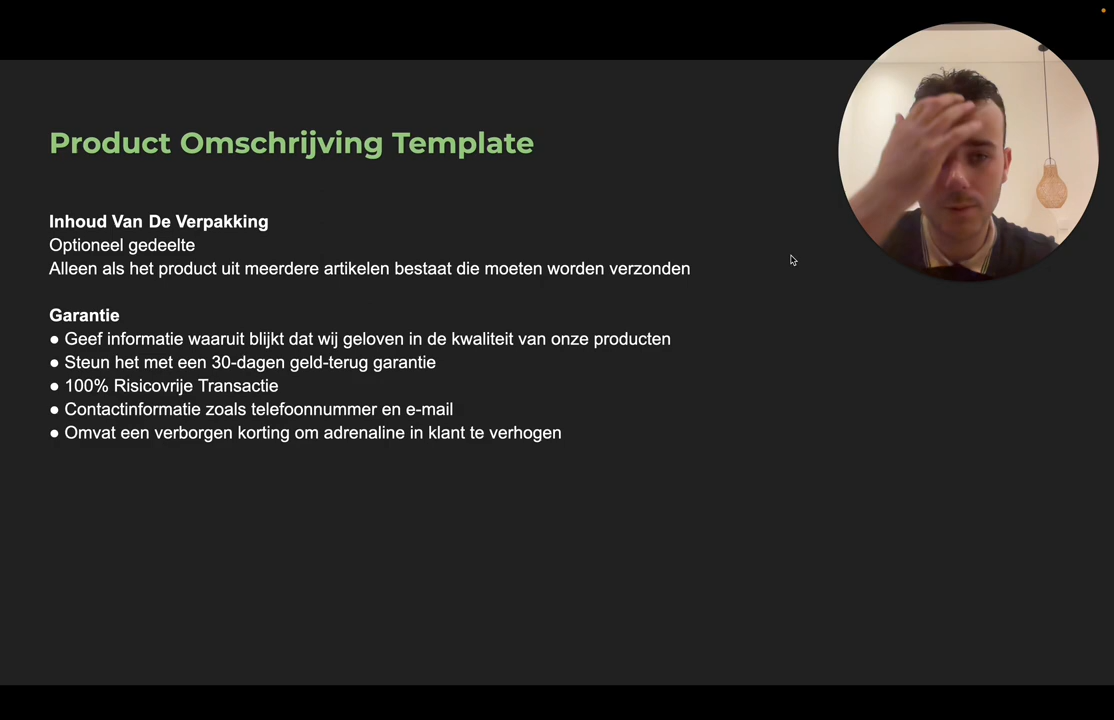 Product Omschrijving Template
Inhoud Van De Verpakking
Optioneel gedeelte
Alleen als het product uit meerdere artikelen bestaat die moeten worden verzonden
Garantie
● Geef informatie waaruit blijkt dat wij geloven in de kwaliteit van onze producten
● Steun het met een 30-dagen geld-terug garantie
● 100% Risicovrije Transactie
● Contactinformatie zoals telefoonnummer en e-mail
● Omvat een verborgen korting om adrenaline in klant te verhogen